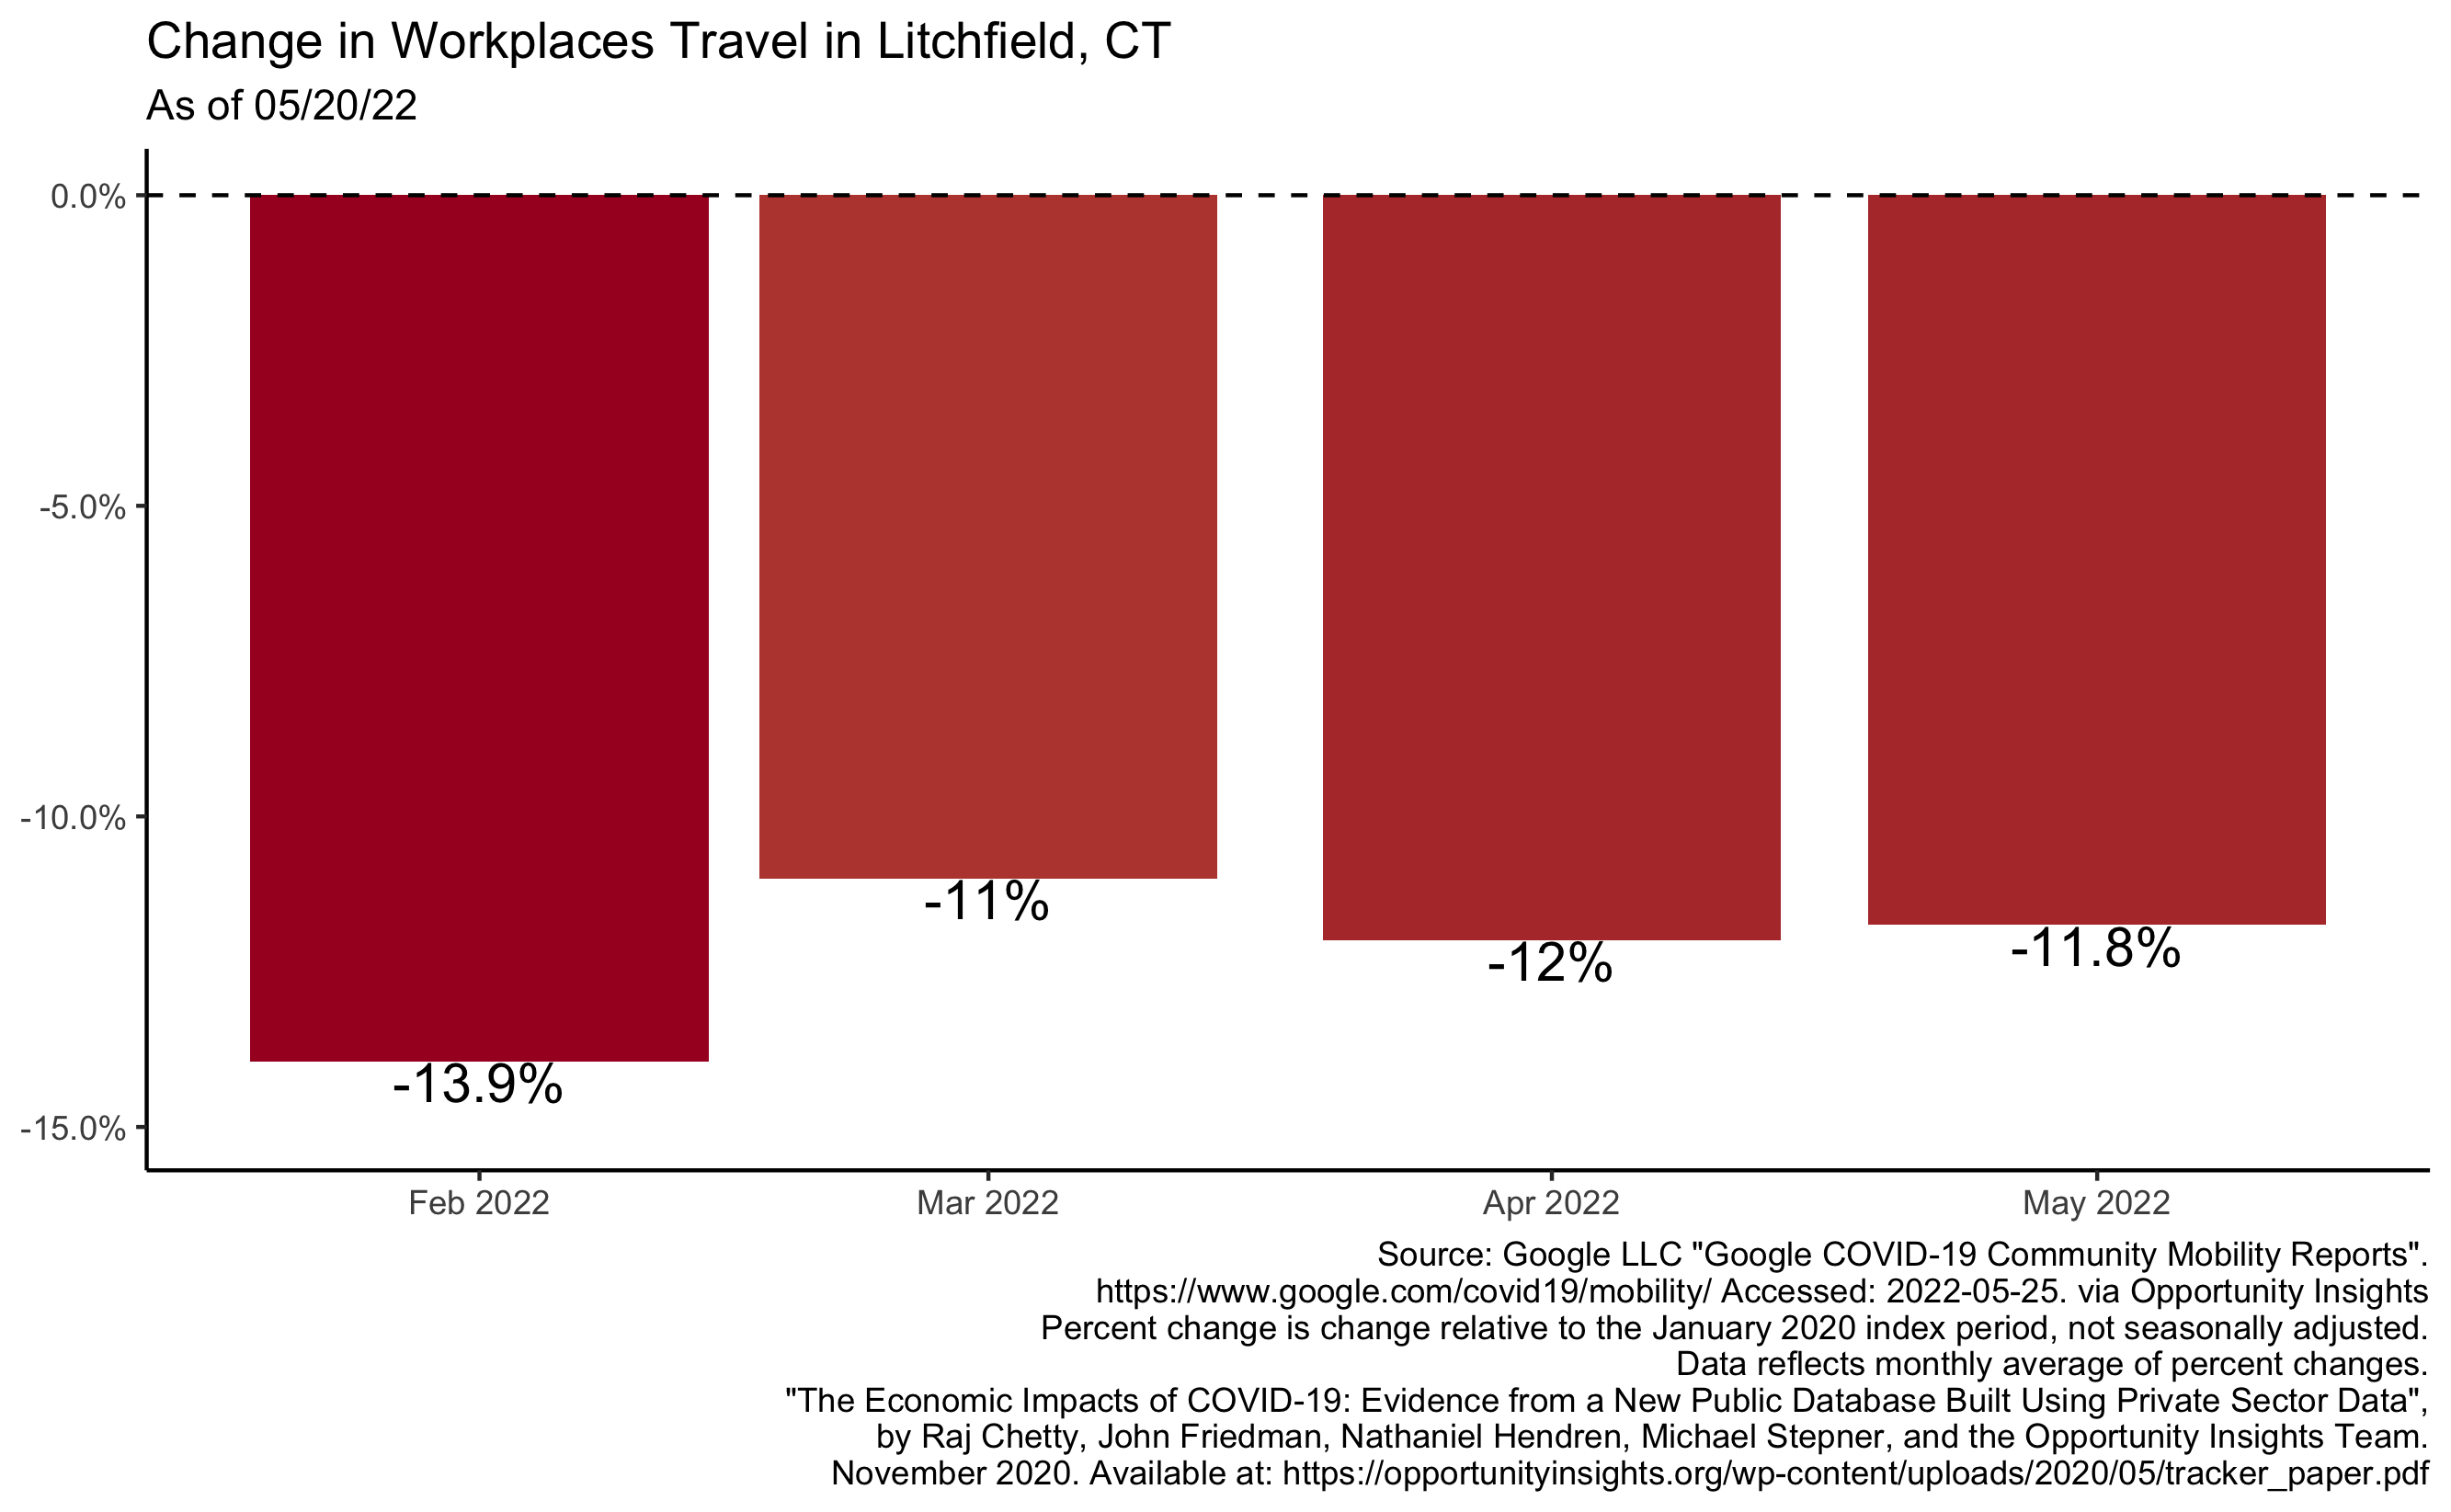 Change in Workplaces Travel in Litchfield, CT
As of 05/20/22
0.0%
-5.0%
-10.0%
-15.0%
-13.9%
-11%
-12%
-11.8%
Feb 2022
Mar 2022
Apr 2022
May 2022
Source: Google LLC "Google COVID-19 Community Mobility Reports".
https://www.google.com/covid19/mobility/ Accessed: 2022-05-25. via Opportunity Insights
Percent change is change relative to the January 2020 index period, not seasonally adjusted.
Data reflects monthly average of percent changes.
"The Economic Impacts of COVID-19: Evidence from a New Public Database Built Using Private Sector Data",
by Raj Chetty, John Friedman, Nathaniel Hendren, Michael Stepner, and the Opportunity Insights Team.
November 2020. Available at: https://opportunityinsights.org/wp-content/uploads/2020/05/tracker_paper.pdf